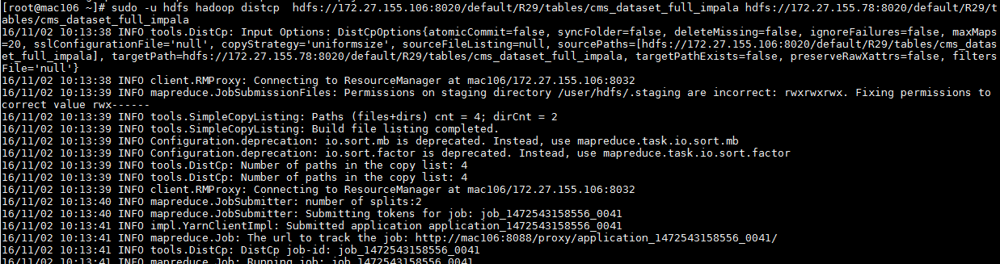 [root@mac106 ~]# sudo -u hdfs hadoop distcp  hdfs://172.27.155.106:8020/default/R29/tables/cms_dataset_full_impala hdfs://172.27.155.78:8020/default/R29/t
ables/cms_dataset_full_impala
16/11/02 10:13:38 INFO tools.DistCp: Input Options: DistCpOptions{atomicCommit=false, syncFolder=false, deleteMissing=false, ignoreFailures=false, maxMaps
=20, sslConfigurationFile='null', copyStrategy='uniformsize', sourceFileListing=null, sourcePaths=[hdfs://172.27.155.106:8020/default/R29/tables/cms_datas
et_full_impala], targetPath=hdfs://172.27.155.78:8020/default/R29/tables/cms_dataset_full_impala, targetPathExists=false, preserveRawXattrs=false, filters
File='null'}
16/11/02 10:13:38 INFO client.RMProxy: Connecting to ResourceManager at mac106/172.27.155.106:8032
16/11/02 10:13:39 INFO mapreduce.JobSubmissionFiles: Permissions on staging directory /user/hdfs/.staging are incorrect: rwxrwxrwx. Fixing permissions to
correct value rwx------
16/11/02 10:13:39 INFO tools.SimpleCopyListing: Paths (files+dirs) cnt = 4; dirCnt = 2
16/11/02 10:13:39 INFO tools.SimpleCopyListing: Build file listing completed.
16/11/02 10:13:39 INFO Configuration.deprecation: io.sort.mb is deprecated. Instead, use mapreduce.task.io.sort.mb
16/11/02 10:13:39 INFO Configuration.deprecation: io.sort.factor is deprecated. Instead, use mapreduce.task.io.sort.factor
16/11/02 10:13:39 INFO tools.DistCp: Number of paths in the copy list: 4
16/11/02 10:13:39 INFO tools.DistCp: Number of paths in the copy list: 4
16/11/02 10:13:39 INFO client.RMProxy: Connecting to ResourceManager at mac106/172.27.155.106:8032
16/11/02 10:13:40 INFO mapreduce.JobSubmitter: number of splits:2
16/11/02 10:13:40 INFO mapreduce.JobSubmitter: Submitting tokens for job: job_1472543158556_0041
16/11/02 10:13:41 INFO impl.YarnClientImpl: Submitted application application_1472543158556_0041
16/11/02 10:13:41 INFO mapreduce.Job: The url to track the job: http://mac106:8088/proxy/application_1472543158556_0041/
16/11/02 10:13:41 INFO tools.DistCp: DistCp job-id: job_1472543158556_0041
16/11/02 10:13:41 INFO mapreduce.Job: Running job: job_1472543158556_0041